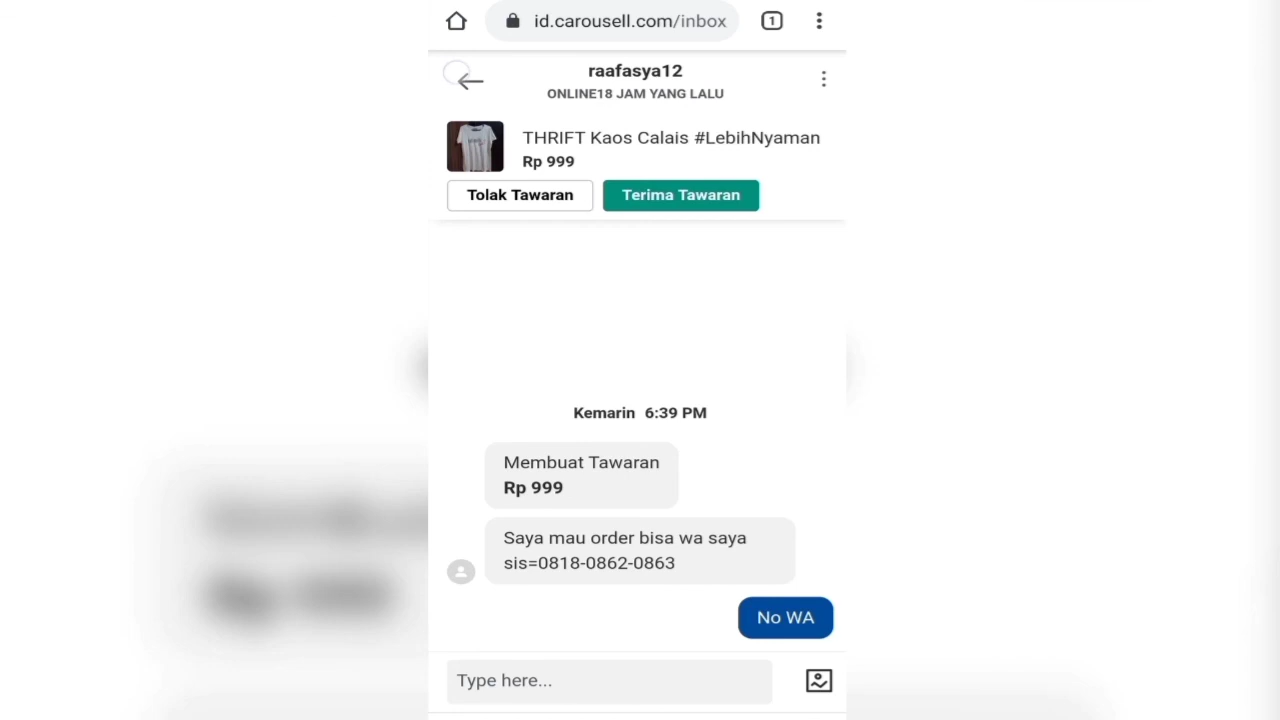 id.carousell.com/inbox
1
raafasya12
ONLINE18 JAM YANG LALU
THRIFT Kaos Calais #LebihNyaman
Rp 999
Tolak Tawaran
Terima Tawaran
Kemarin 6:39 PM
Membuat Tawaran
Rp 999
Saya mau order bisa wa saya
sis=0818-0862-0863
No WA
Type here...